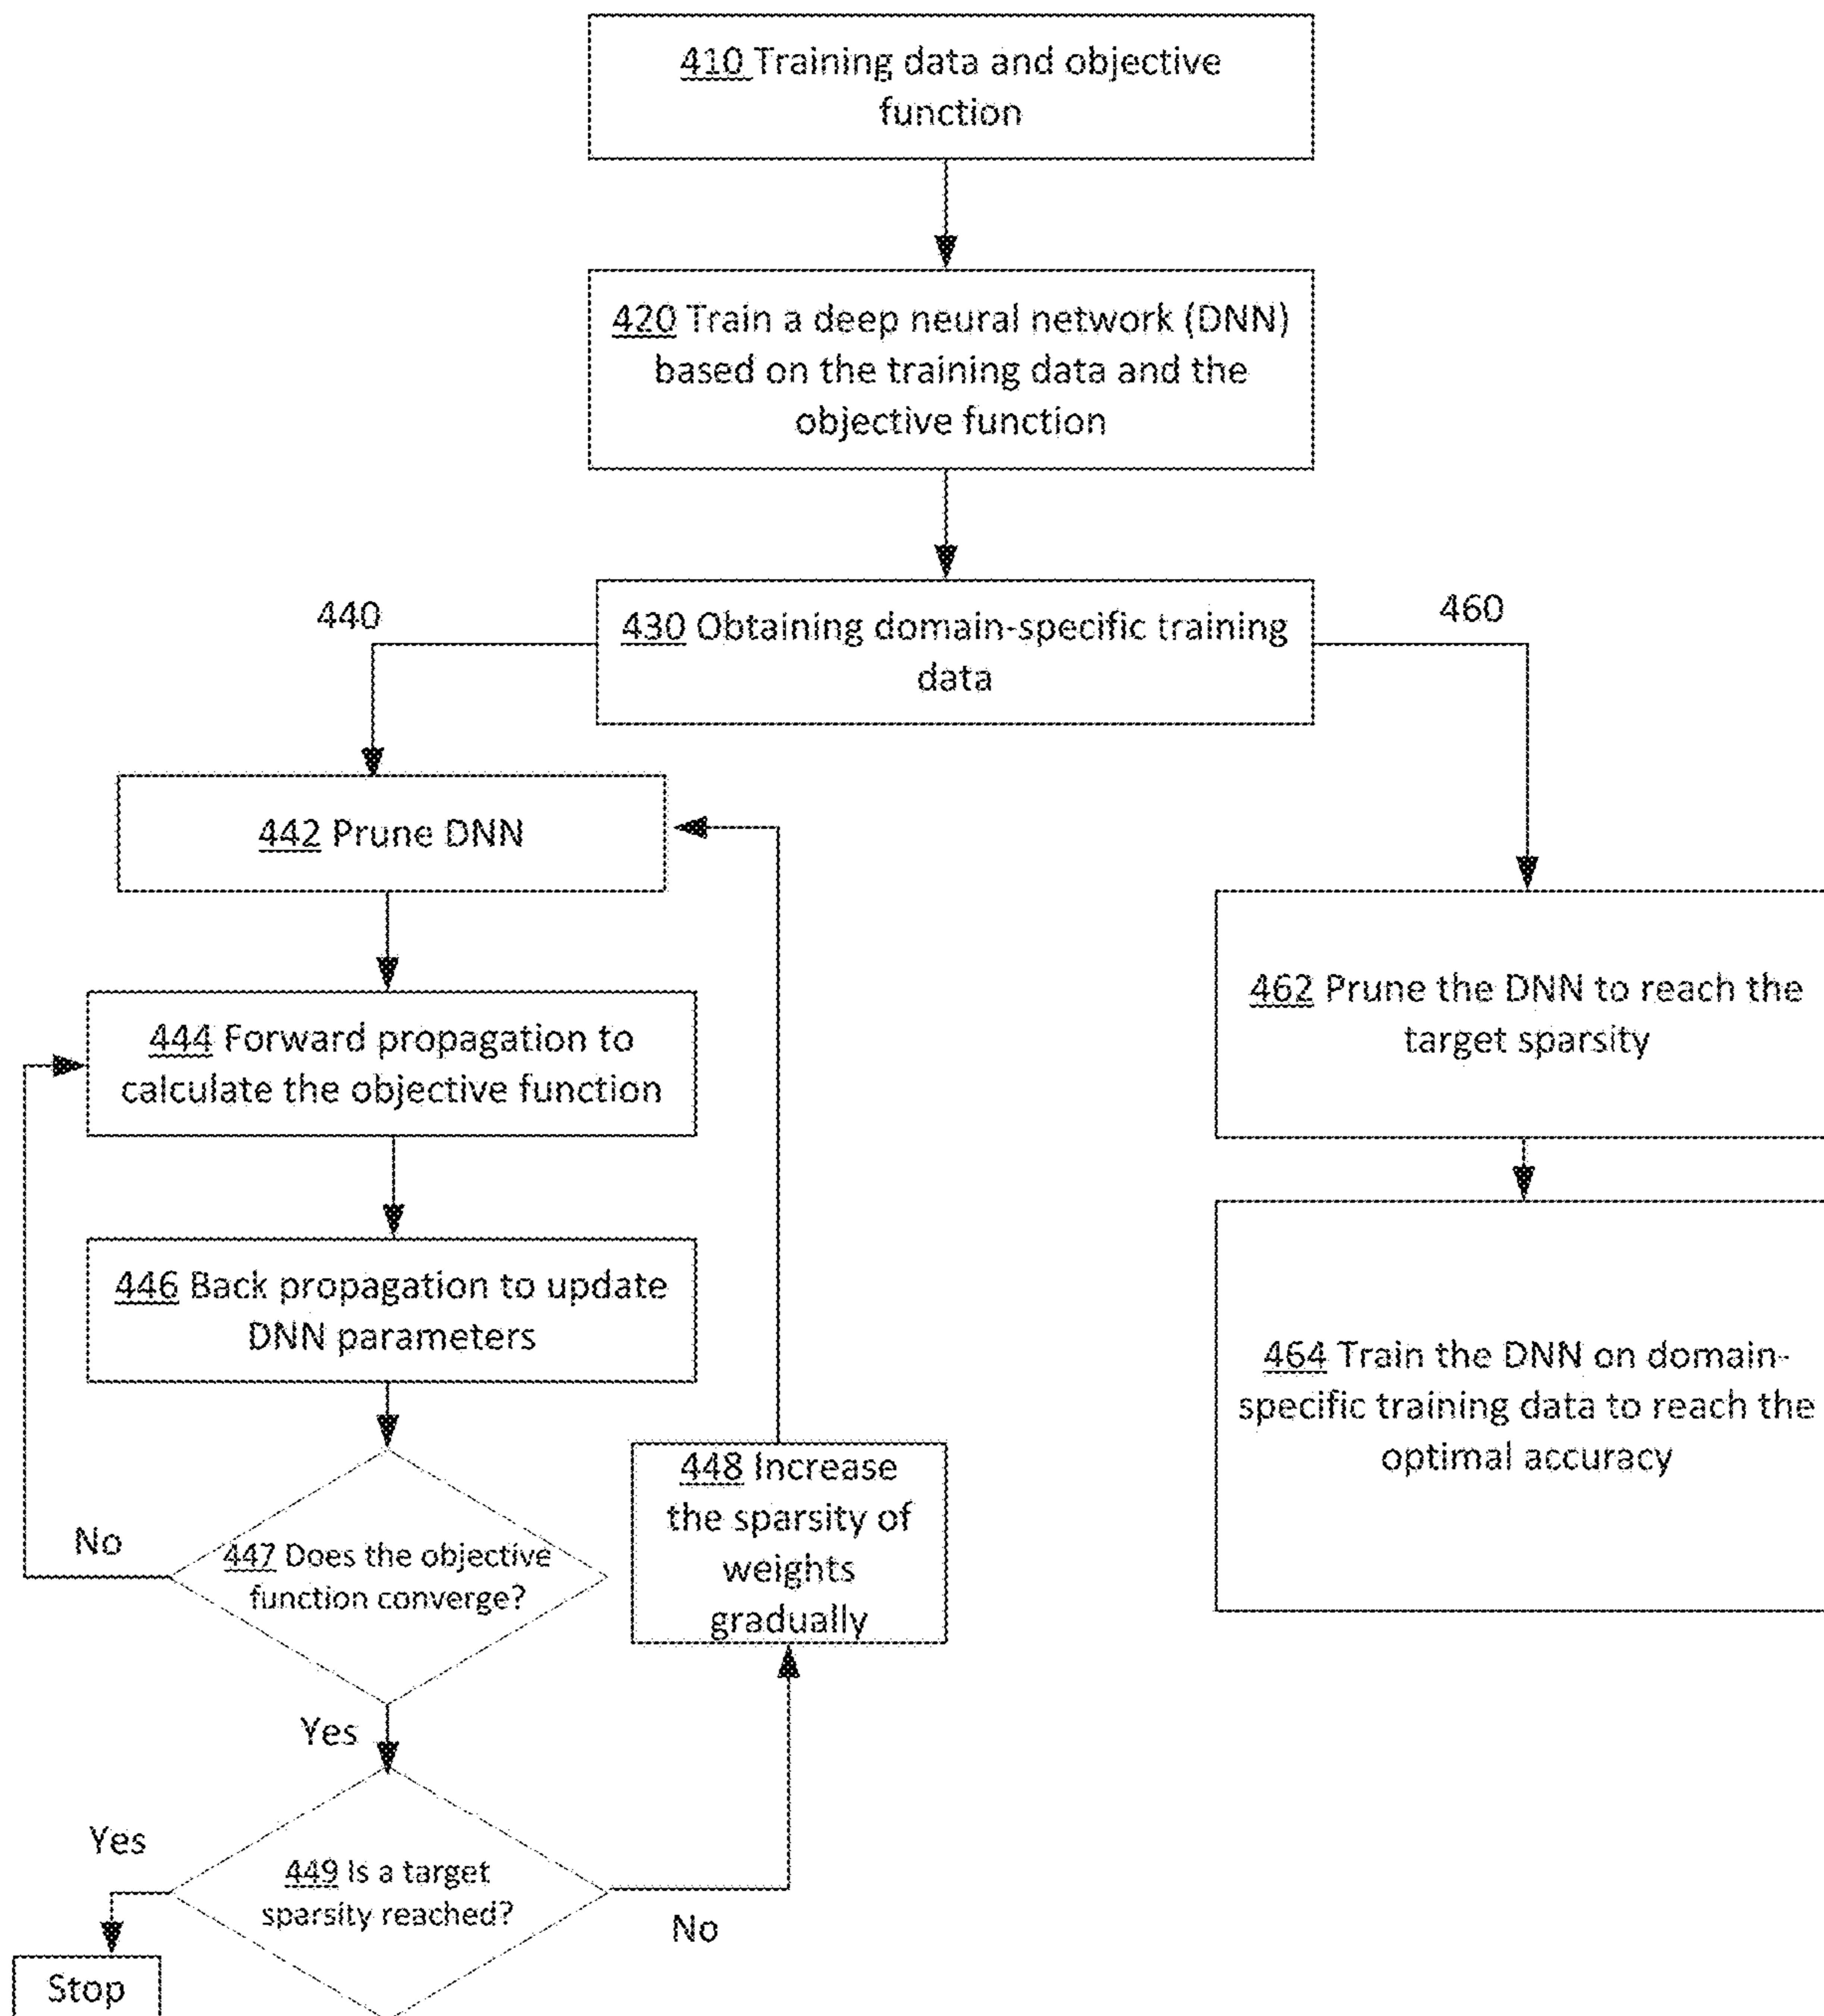 410 Training data and objective
function
420 Train a deep neural network (DNN)
based on the training data and the
objective function
440
430 Obtaining domain-specific training
data
460
442 Prune DNN
444 Forward propagation to
calculate the objective function
446 Back propagation to update
DNN parameters
No
447 Does the objective
function converge?
Yes
448 Increase
the sparsity of
weights
gradually
Yes
449 Is a target
sparsity reached?
No
Stop
462 Prune the DNN to reach the
target sparsity
464 Train the DNN on domain-
specific training data to reach the
optimal accuracy